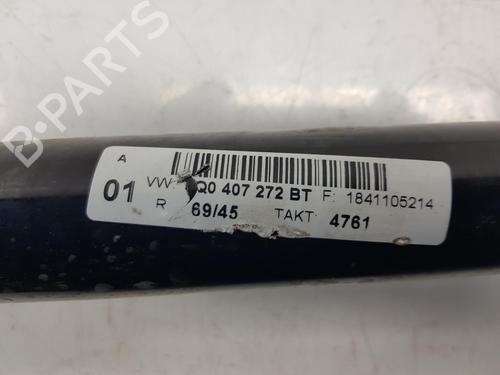 B-PARTS
A
01 VW: Q0 407 272 BT F: 1841105214
R 69/45 TAKT: 4761